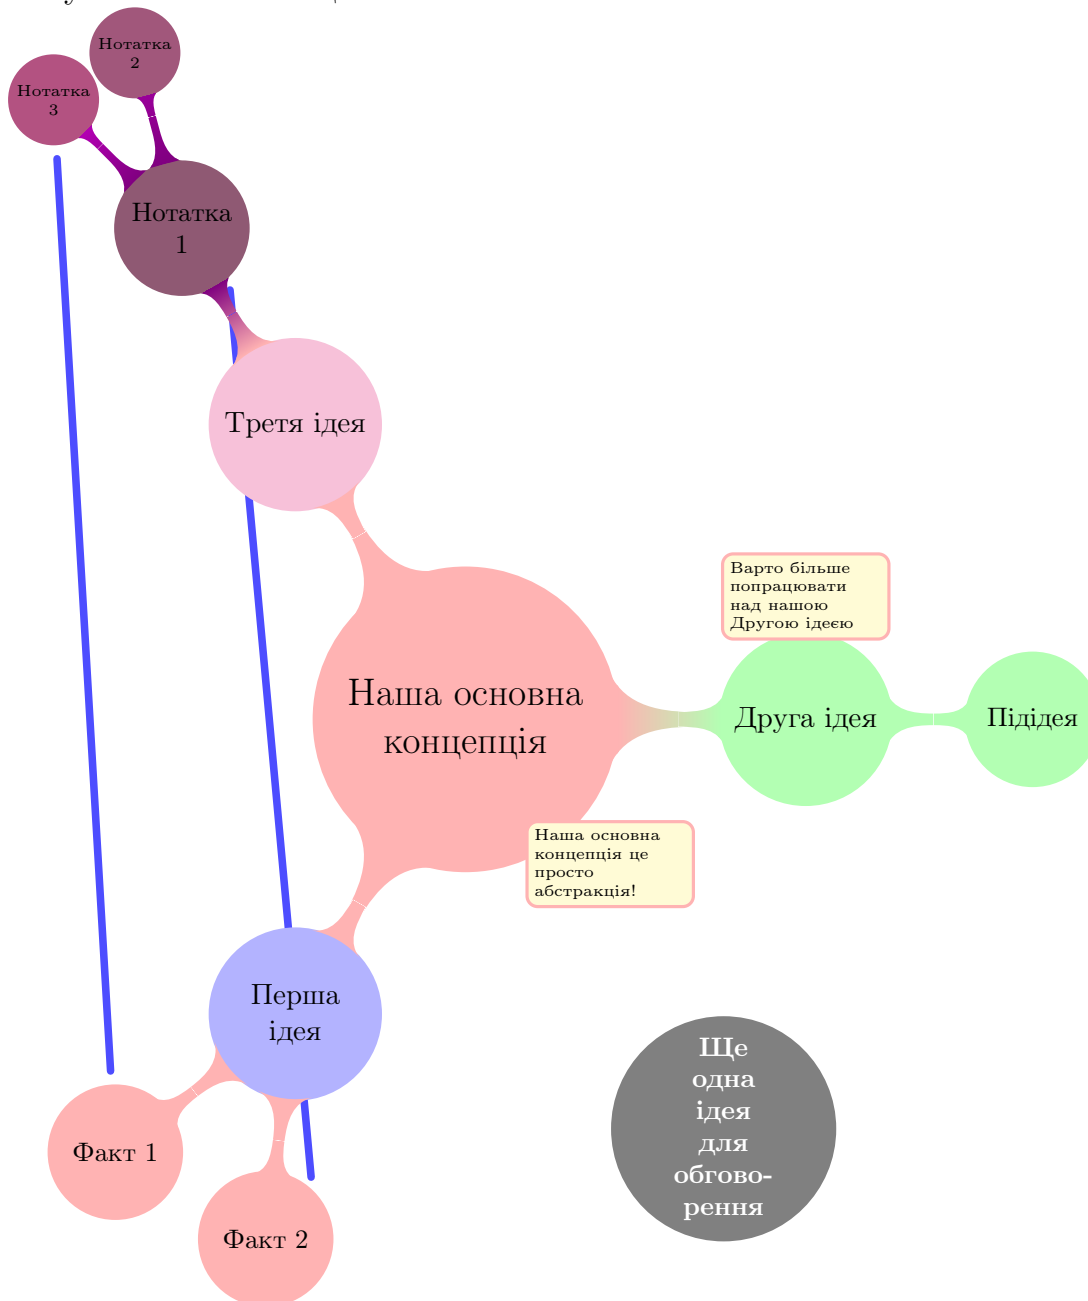 Нотатка
2
Нотатка
3
Нотатка
1
Третя ідея
Варто більше
попрацювати
над нашою
Другою ідеєю
Наша основна
концепція
Друга ідея
Підідея
Наша основна
концепція це
просто
абстракція!
Перша
ідея
Ще
одна
ідея
для
обгово-
рення
Факт 1
Факт 2